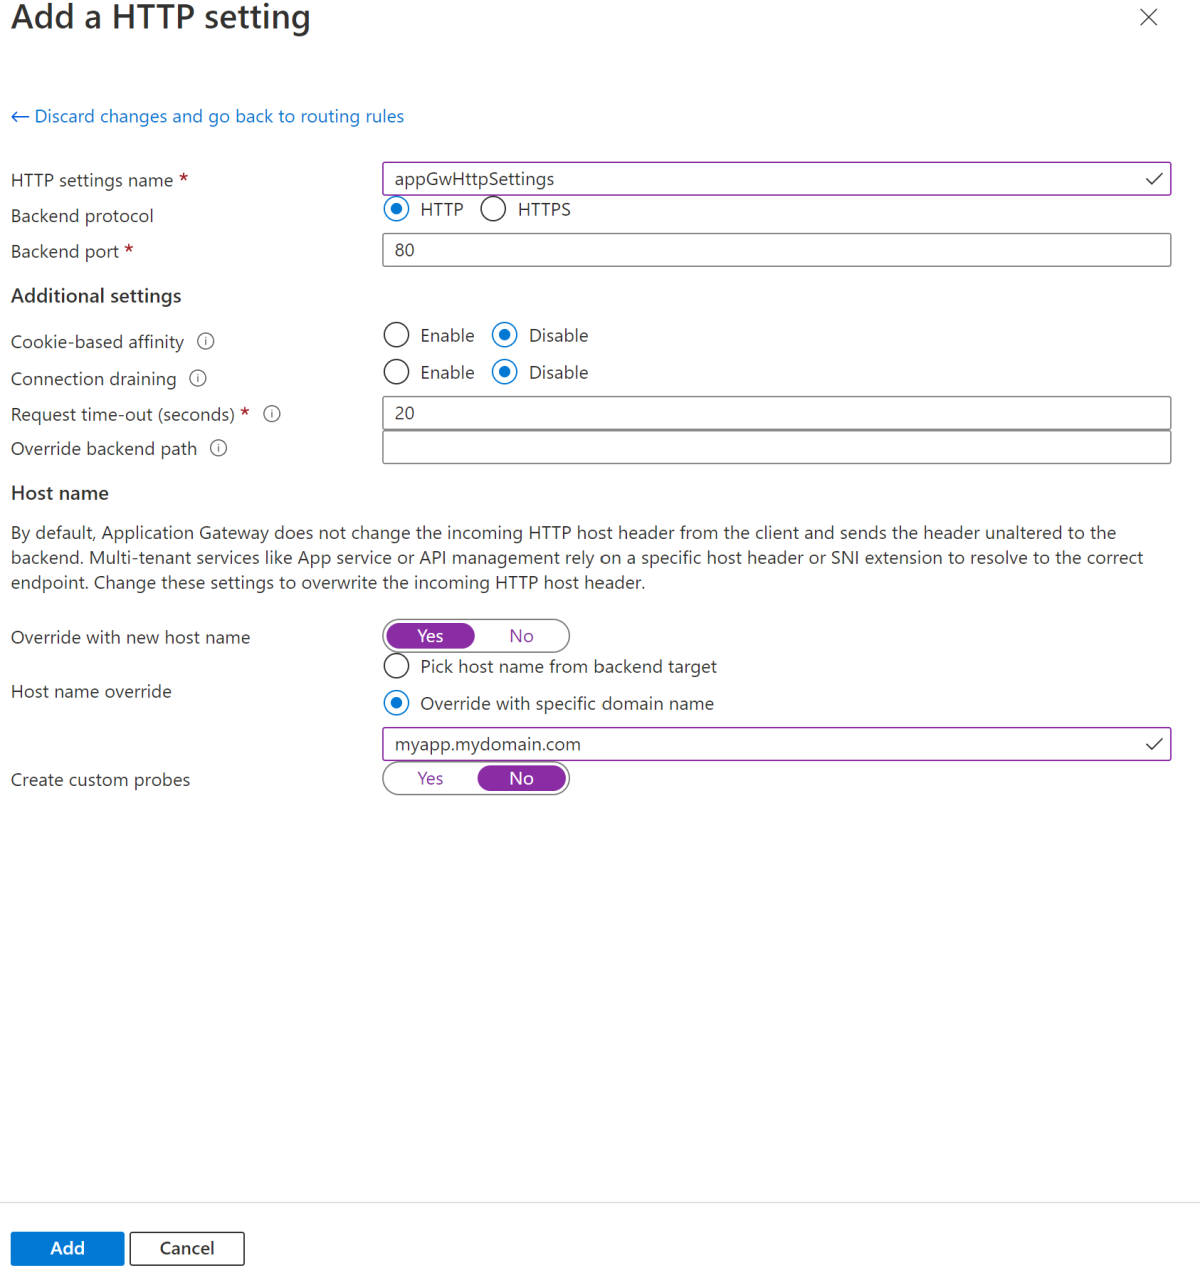 Add a HTTP setting
← Discard changes and go back to routing rules
HTTP settings name * appGwHttpSettings
Backend protocol HTTP HTTPS
Backend port * 80
Additional settings
Cookie-based affinity Enable Disable
Connection draining Enable Disable
Request time-out (seconds) * 20
Override backend path
Host name
By default, Application Gateway does not change the incoming HTTP host header from the client and sends the header unaltered to the
backend. Multi-tenant services like App service or API management rely on a specific host header or SNI extension to resolve to the correct
endpoint. Change these settings to overwrite the incoming HTTP host header.
Override with new host name Yes No
Pick host name from backend target
Host name override
Override with specific domain name
myapp.mydomain.com
Create custom probes Yes No
Add Cancel